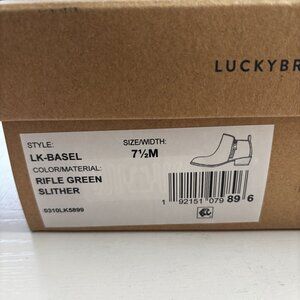 LUCKYBR
STYLE:
LK-BASEL
SIZE/WIDTH:
7½M
COLOR/MATERIAL:
RIFLE GREEN
SLITHER
0310LK5899
1 92151 079 89 6